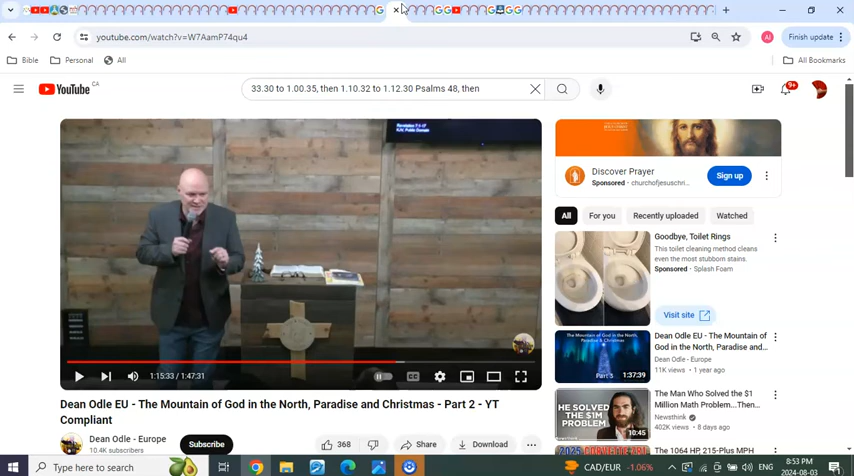 Finish update
youtube.com/watch?v=W7AamP74qu4
AI
Bible
Personal
All
All Bookmarks
YouTube CA
33.30 to 1.00.35, then 1.10.32 to 1.12.30 Psalms 48, then
9+
Discover Prayer
Sponsored · churchofjesuschri...
Sign up
All
For you
Recently uploaded
Watched
Goodbye, Toilet Rings
This toilet cleaning method cleans
even the most stubborn stains.
Sponsored · Splash Foam
Visit site
1:15:33 / 1:47:31
Dean Odle EU - The Mountain of
God in the North, Paradise and...
Dean Odle - Europe
11K views · 1 year ago
Part 3
1:37:39
The Man Who Solved the $1
Million Math Problem...Then...
Newsthink
402K views · 8 days ago
HE SOLVED
THE $1M
PROBLEM
10:45
The 1064 HP, 215-Plus MPH
Dean Odle EU - The Mountain of God in the North, Paradise and Christmas - Part 2 - YT
Compliant
Dean Odle - Europe
10.4K subscribers
Subscribe
368
Share
Download
Type here to search
CAD/EUR -1.06%
ENG
8:53 PM
2024-08-03